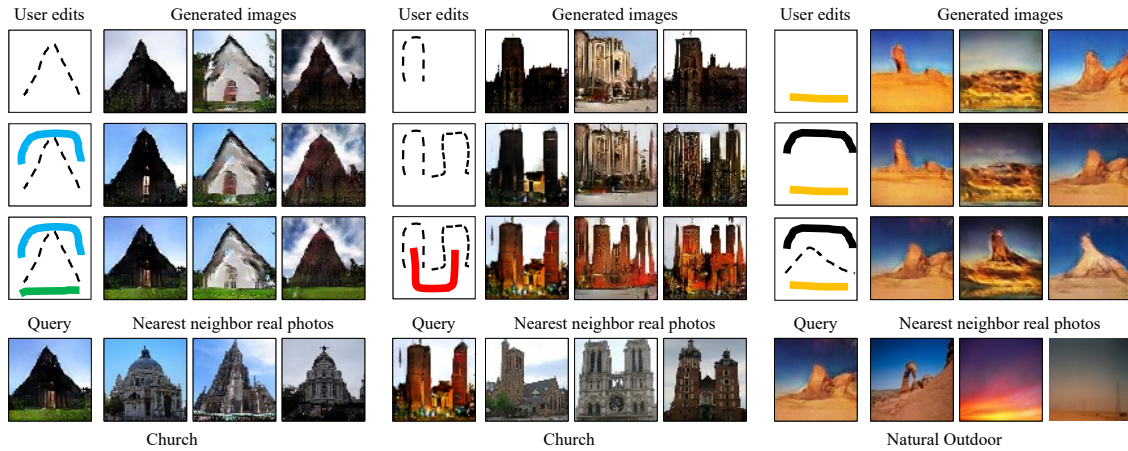 User edits Generated images User edits Generated images User edits Generated images
Query Nearest neighbor real photos Query Nearest neighbor real photos Query Nearest neighbor real photos
Church Church Natural Outdoor